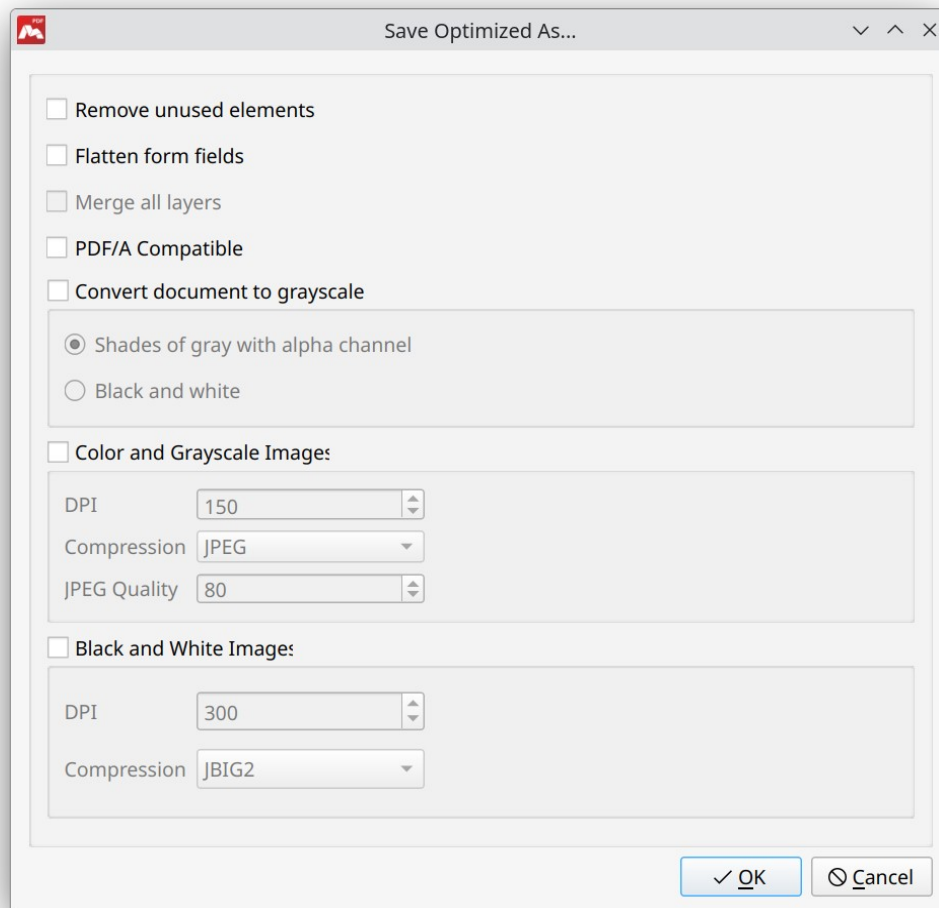 PDF
Save Optimized As...
Remove unused elements
Flatten form fields
Merge all layers
PDF/A Compatible
Convert document to grayscale
Shades of gray with alpha channel
Black and white
Color and Grayscale Images
DPI 150
Compression JPEG
JPEG Quality 80
Black and White Images
DPI 300
Compression JBIG2
OK Cancel